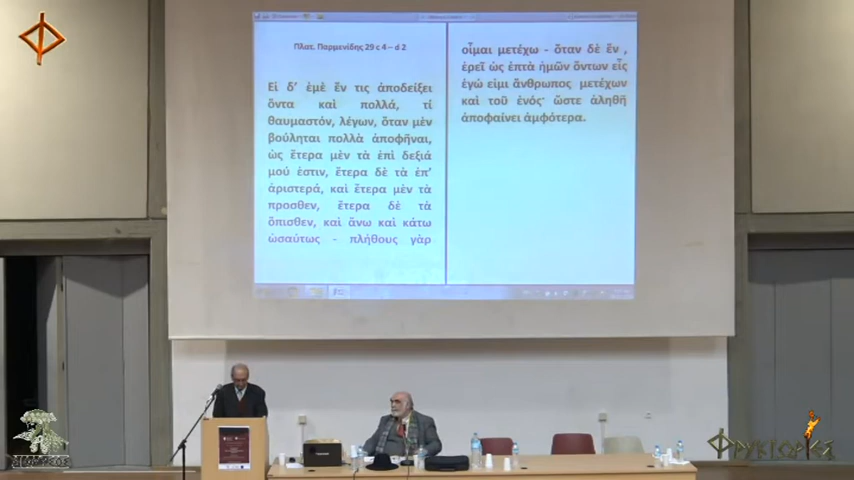 Πλατ. Παρμενίδης 29 c 4 – d 2
Εἰ δ’ ἐμὲ ἕν τις ἀποδείξει
ὄντα καὶ πολλά, τί
θαυμαστόν, λέγων, ὅταν μὲν
βούληται πολλὰ ἀποφῆναι,
ὡς ἕτερα μὲν τὰ ἐπὶ δεξιά
μού ἐστιν, ἕτερα δὲ τὰ ἐπ’
ἀριστερά, καὶ ἕτερα μὲν τὰ
προσθεν, ἕτερα δὲ τὰ
ὄπισθεν, καὶ ἄνω καὶ κάτω
ὡσαύτως - πλήθους γὰρ
οἶμαι μετέχω - ὅταν δὲ ἕν ,
ἐρεῖ ὡς ἑπτὰ ἡμῶν ὄντων εἷς
ἐγώ εἰμι ἄνθρωπος μετέχων
καὶ τοῦ ἑνός· ὥστε ἀληθῆ
ἀποφαίνει ἀμφότερα.
ΦΡΥΚΤΩΡΙΕΣ